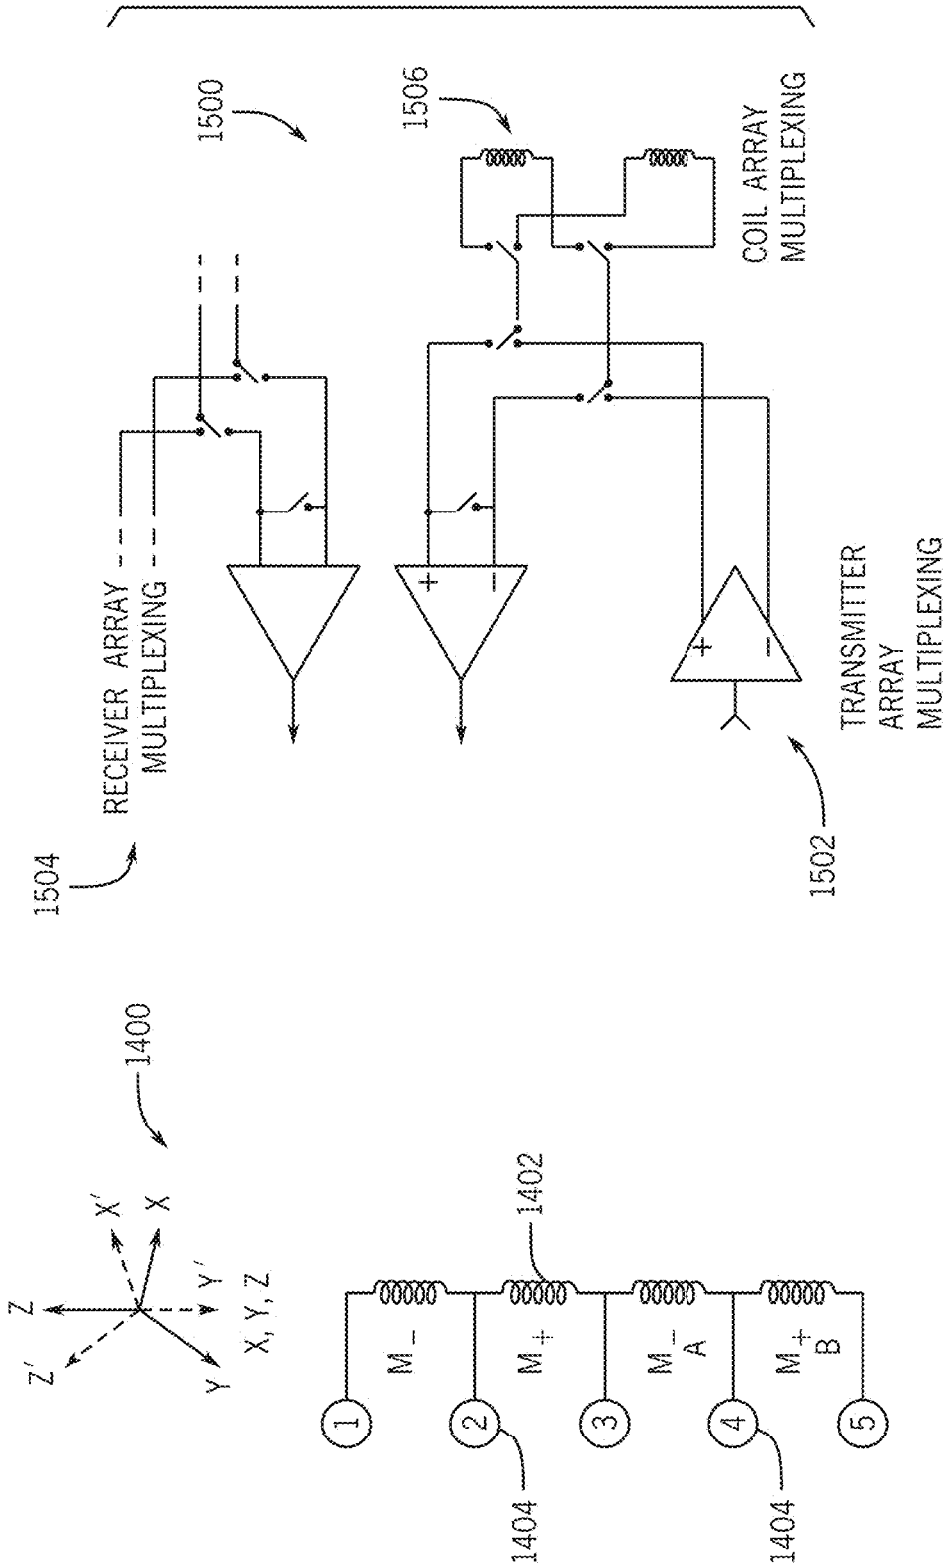 1400
Z
Z′
X′
X
Y′
Y
X, Y, Z
1
2
3
4
5
M−
M+
M−
A
M+
B
1402
1404
1404
1500
1504
RECEIVER ARRAY
MULTIPLEXING
1506
+
−
+
−
COIL ARRAY
MULTIPLEXING
1502
TRANSMITTER
ARRAY
MULTIPLEXING